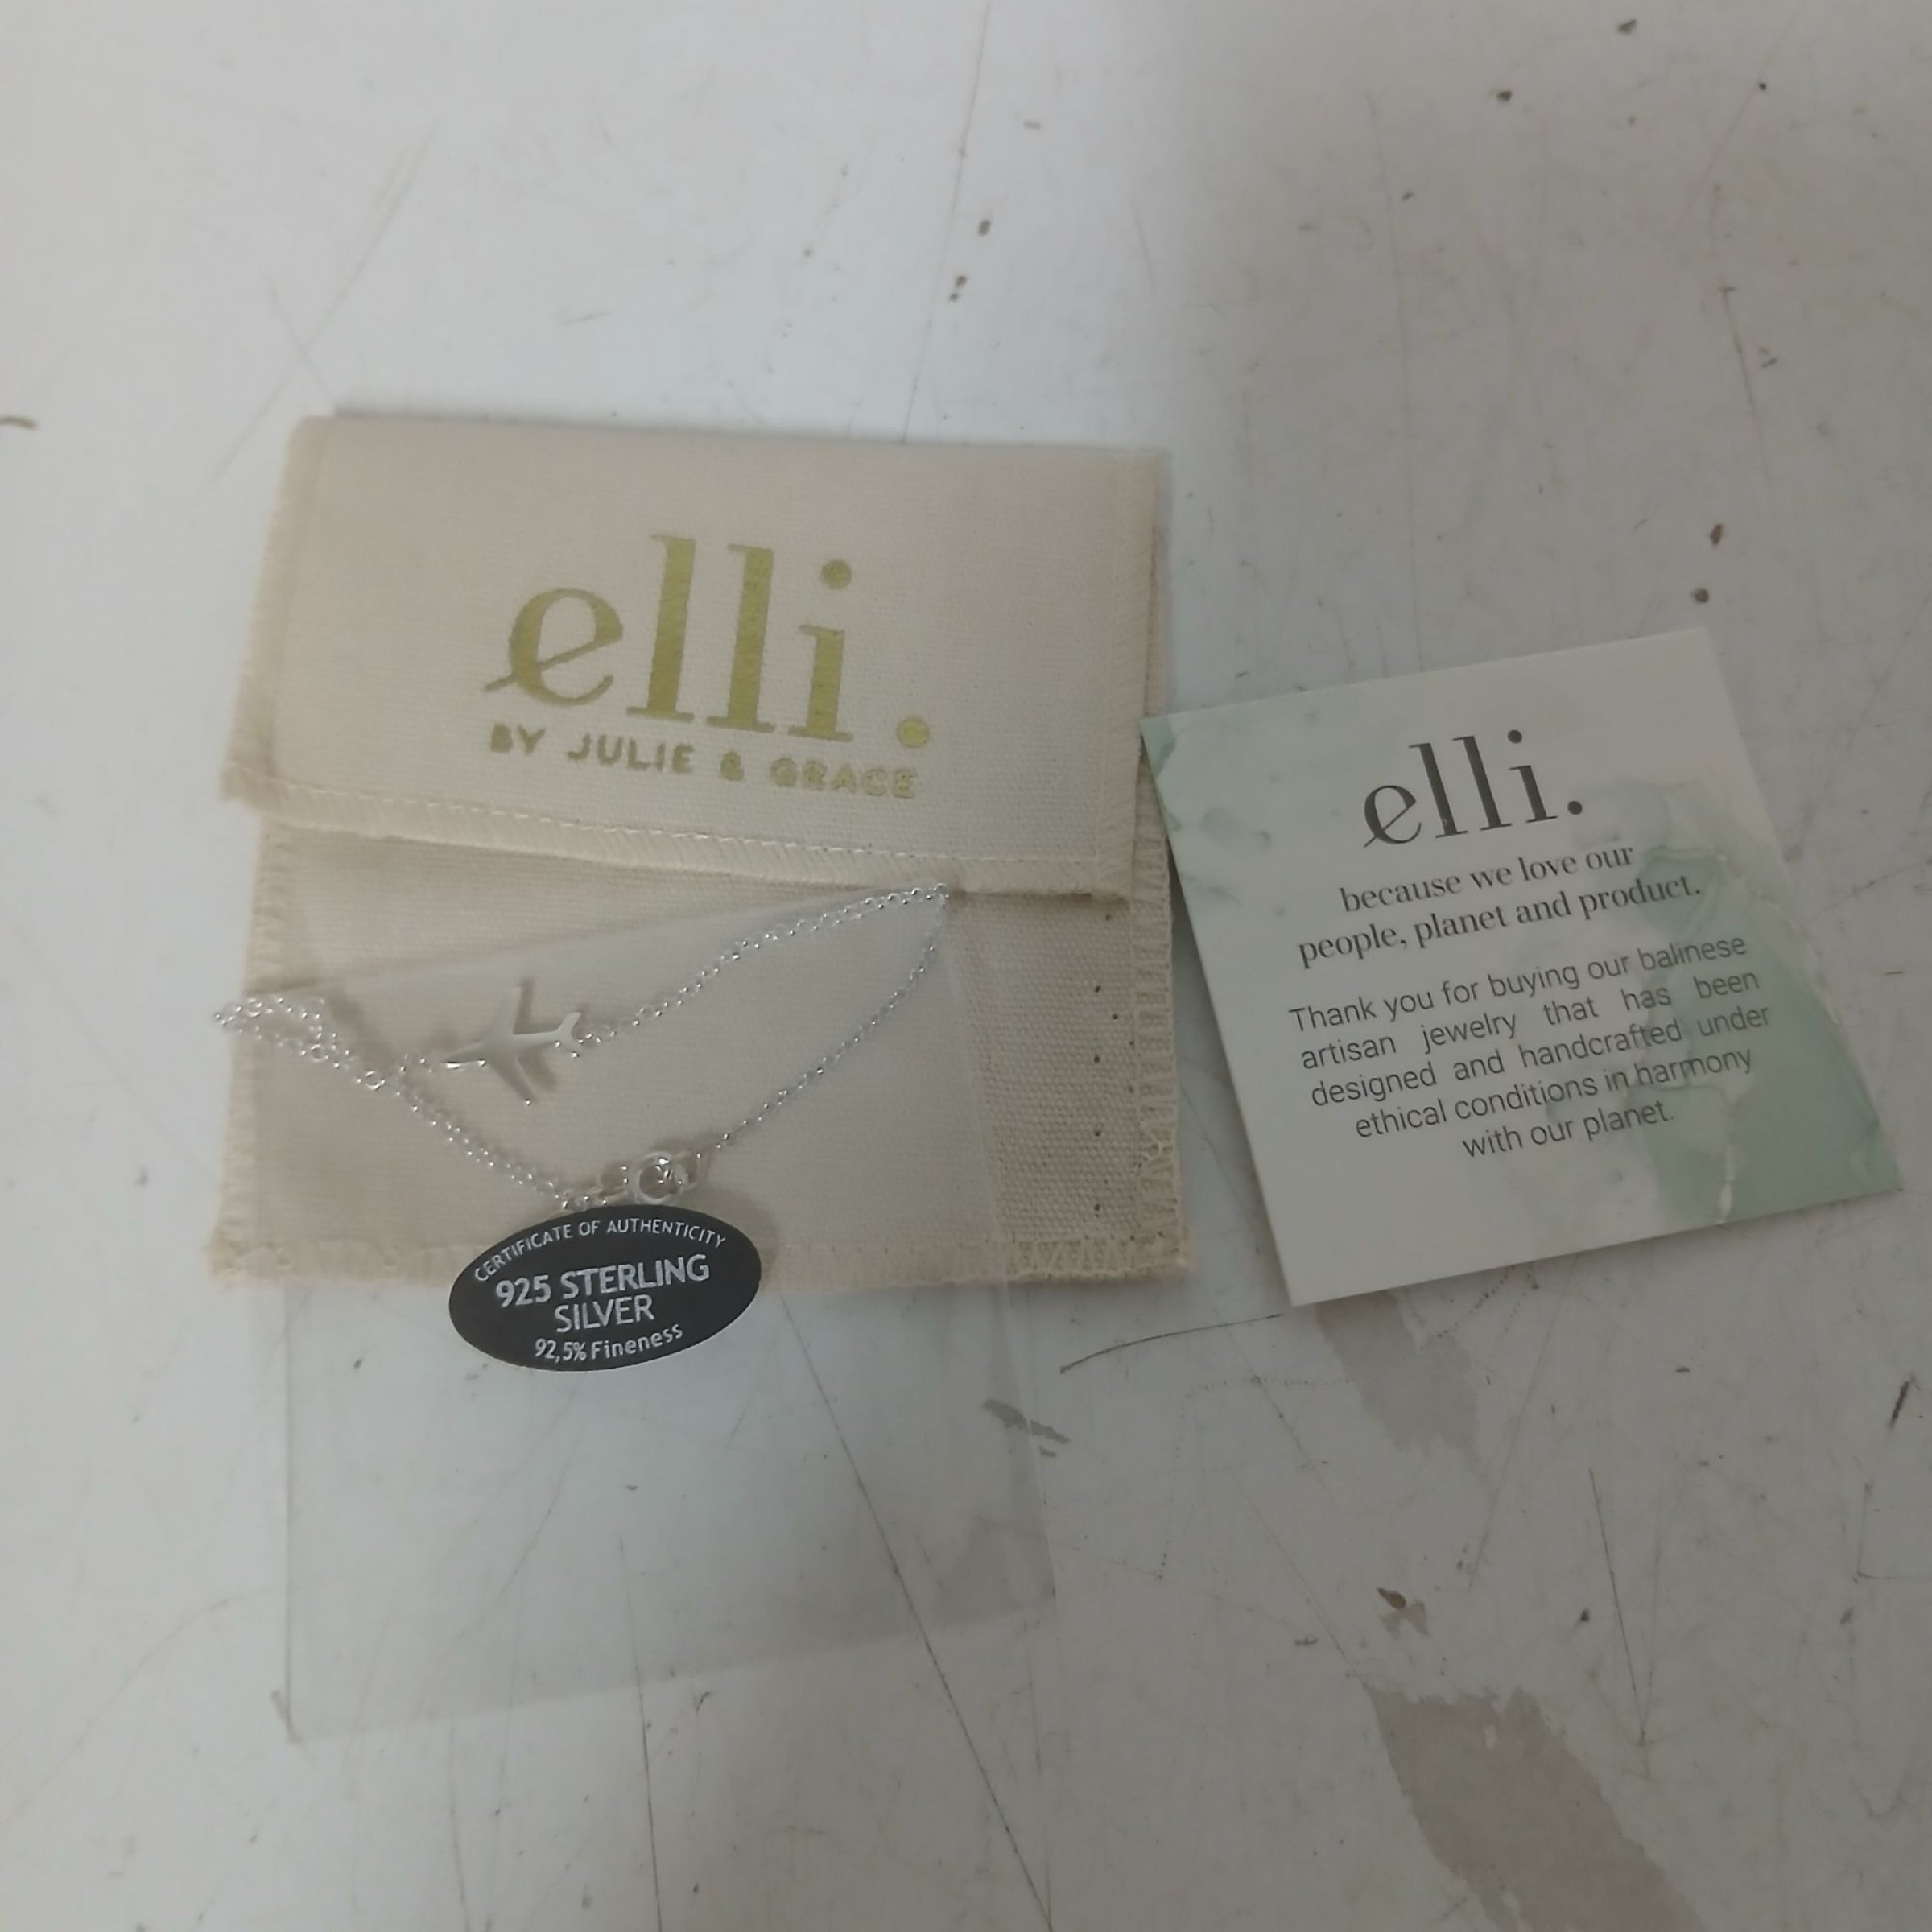 elli.
BY JULIE & GRACE
elli.
because we love our
people, planet and product.
Thank you for buying our balinese
artisan jewelry that has been
designed and handcrafted under
ethical conditions in harmony
with our planet.
CERTIFICATE OF AUTHENTICITY
925 STERLING
SILVER
92,5% Fineness